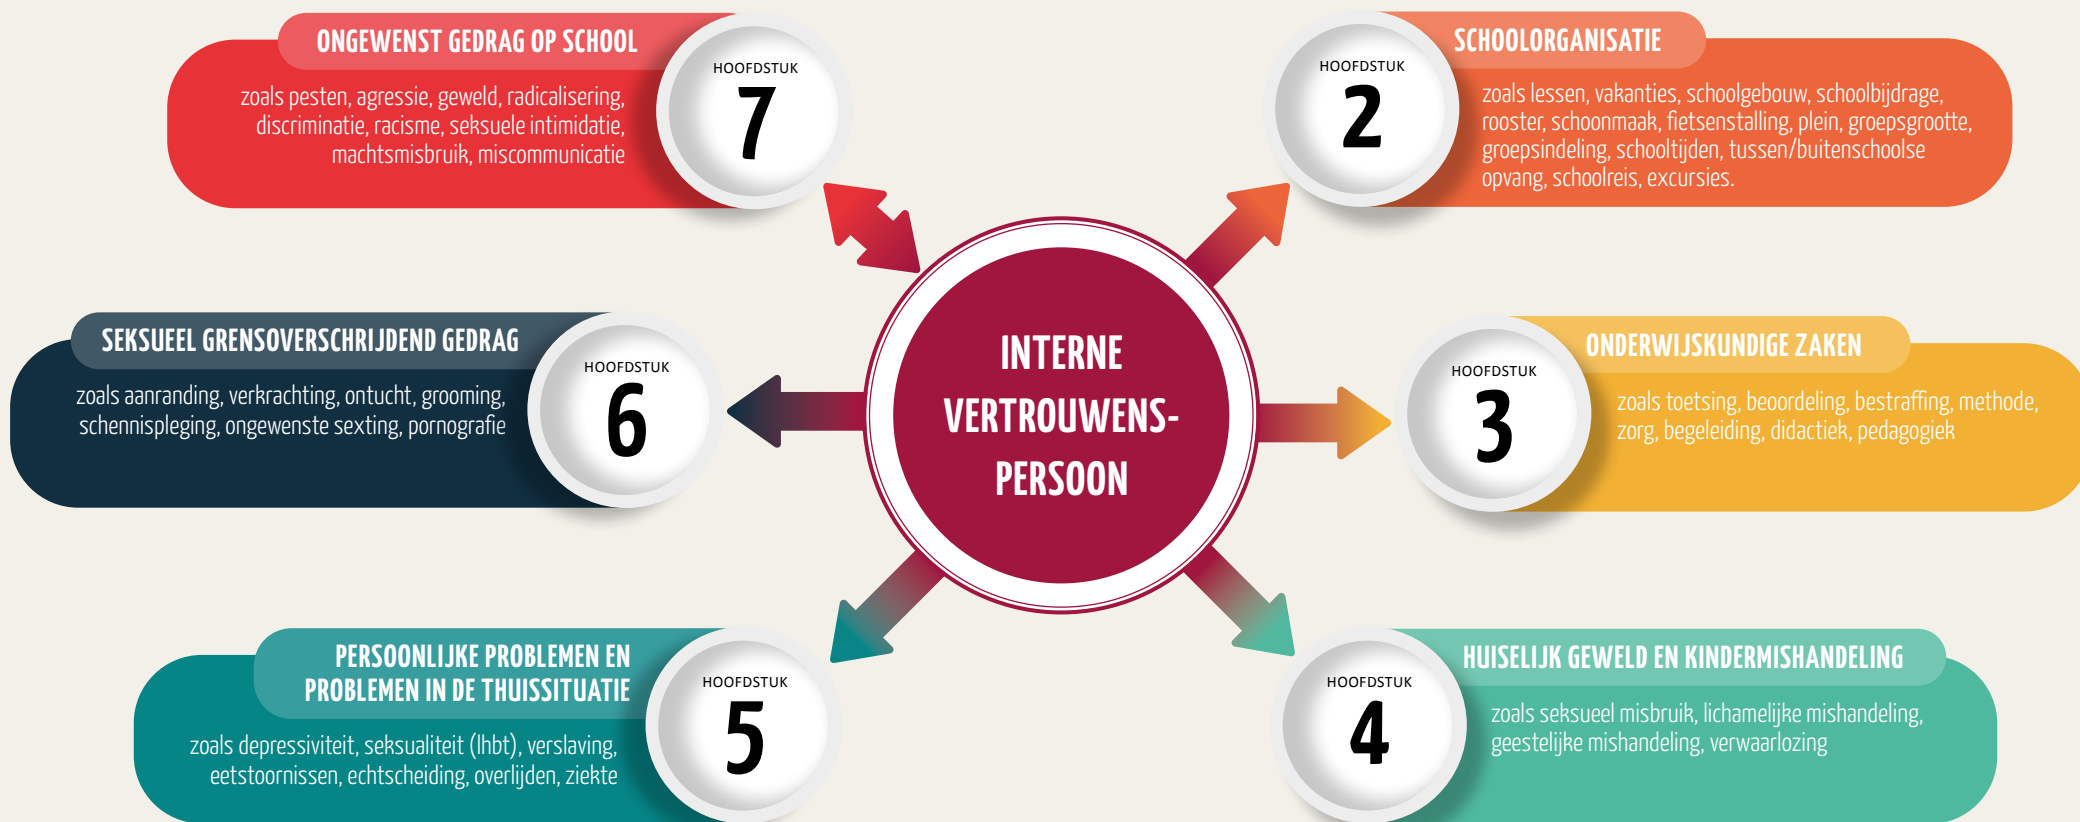 ONGEWENST GEDRAG OP SCHOOL
zoals pesten, agressie, geweld, radicalisering,
discriminatie, racisme, seksuele intimidatie,
machtsmisbruik, miscommunicatie
HOOFDSTUK
7
HOOFDSTUK
2
SCHOOLORGANISATIE
zoals lessen, vakanties, schoolgebouw, schoolbijdrage,
rooster, schoonmaak, fietsenstalling, plein, groepsgrootte,
groepsindeling, schooltijden, tussen/buitenschoolse
opvang, schoolreis, excursies.
SEKSUEEL GRENSOVERSCHRIJDEND GEDRAG
zoals aanranding, verkrachting, ontucht, grooming,
schennispleging, ongewenste sexting, pornografie
HOOFDSTUK
6
INTERNE
VERTROUWENS-
PERSOON
HOOFDSTUK
3
ONDERWIJSKUNDIGE ZAKEN
zoals toetsing, beoordeling, bestraffing, methode,
zorg, begeleiding, didactiek, pedagogiek
PERSOONLIJKE PROBLEMEN EN
PROBLEMEN IN DE THUISSITUATIE
zoals depressiviteit, seksualiteit (lhbt), verslaving,
eetstoornissen, echtscheiding, overlijden, ziekte
HOOFDSTUK
5
HOOFDSTUK
4
HUISELIJK GEWELD EN KINDERMISHANDELING
zoals seksueel misbruik, lichamelijke mishandeling,
geestelijke mishandeling, verwaarlozing